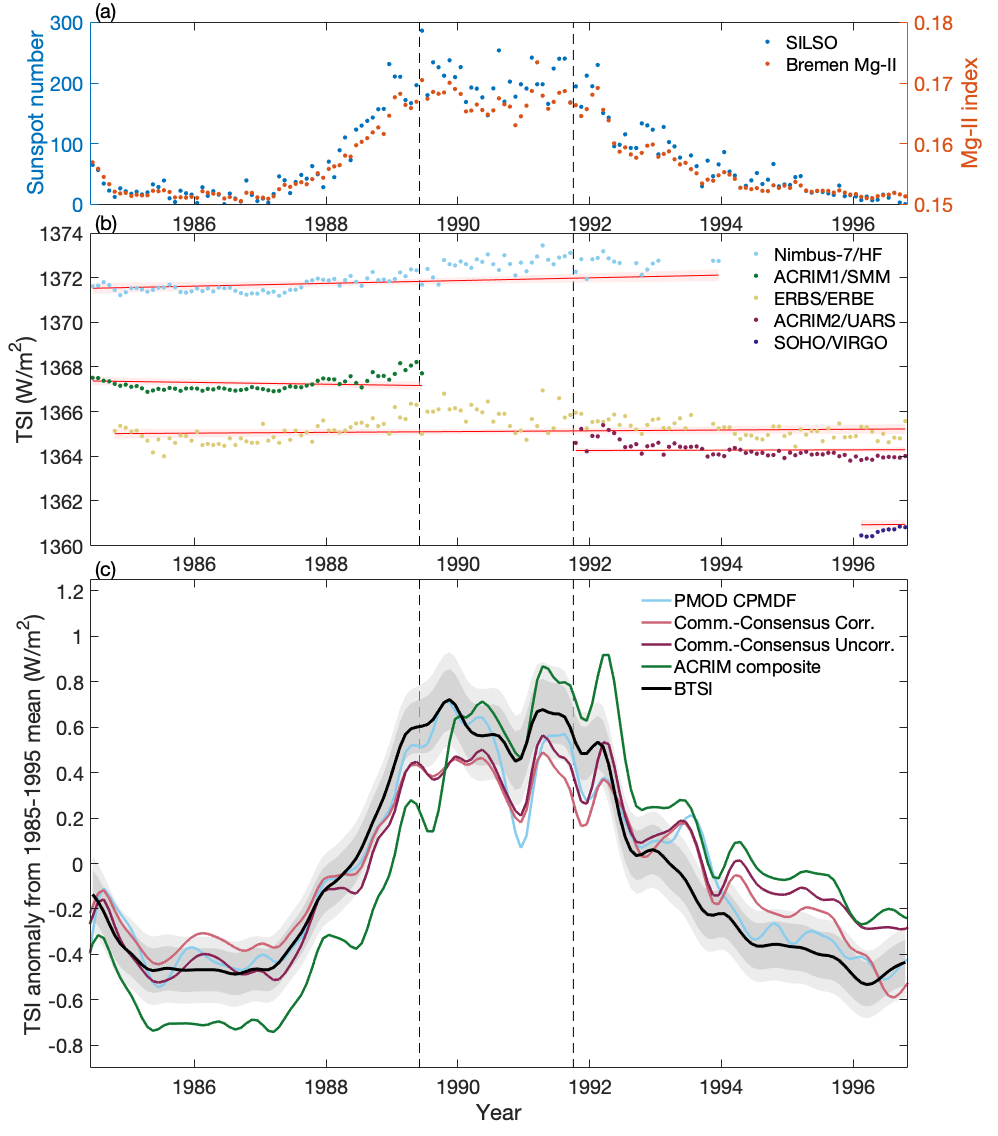 (a)
300
200
100
0
Sunspot number
0.18
0.17
0.16
0.15
Mg-II index
SILSO
Bremen Mg-II
1986 1988 1990 1992 1994 1996
(b)
1374
1372
1370
1368
1366
1364
1362
1360
TSI (W/m²)
Nimbus-7/HF
ACRIM1/SMM
ERBS/ERBE
ACRIM2/UARS
SOHO/VIRGO
1986 1988 1990 1992 1994 1996
(c)
1.2
1
0.8
0.6
0.4
0.2
0
-0.2
-0.4
-0.6
-0.8
TSI anomaly from 1985-1995 mean (W/m²)
PMOD CPMDF
Comm.-Consensus Corr.
Comm.-Consensus Uncorr.
ACRIM composite
BTSI
1986 1988 1990 1992 1994 1996
Year